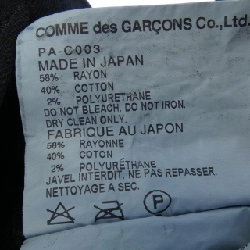 COMME des GARÇONS Co.,Ltd.
PA-C003
MADE IN JAPAN
58% RAYON
40% COTTON
2% POLYURETHANE
DO NOT BLEACH. DO NOT IRON.
DRY CLEAN ONLY.
FABRIQUE AU JAPON
58% RAYONNE
40% COTON
2% POLYURÉTHANE
JAVEL INTERDIT. NE PAS REPASSER.
NETTOYAGE A SEC.
P